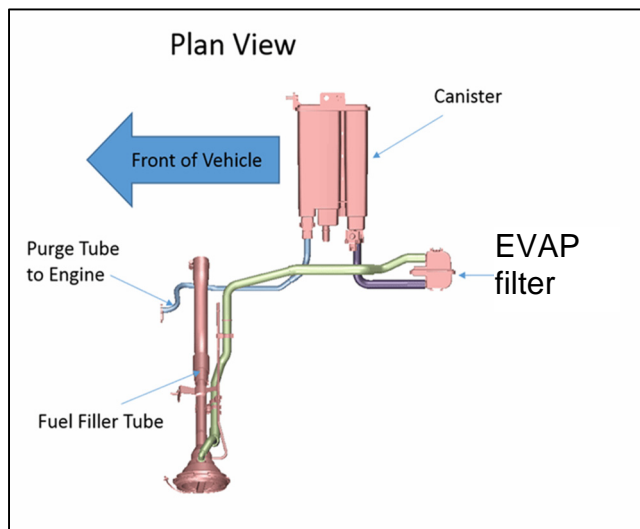 Plan View
Canister
Front of Vehicle
Purge Tube
to Engine
EVAP
filter
Fuel Filler Tube